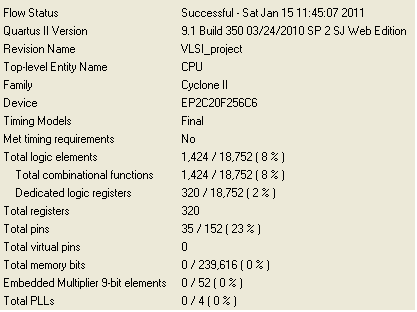 Flow Status Successful - Sat Jan 15 11:45:07 2011
Quartus II Version 9.1 Build 350 03/24/2010 SP 2 SJ Web Edition
Revision Name VLSI_project
Top-level Entity Name CPU
Family Cyclone II
Device EP2C20F256C6
Timing Models Final
Met timing requirements No
Total logic elements 1,424 / 18,752 ( 8 % )
Total combinational functions 1,424 / 18,752 ( 8 % )
Dedicated logic registers 320 / 18,752 ( 2 % )
Total registers 320
Total pins 35 / 152 ( 23 % )
Total virtual pins 0
Total memory bits 0 / 239,616 ( 0 % )
Embedded Multiplier 9-bit elements 0 / 52 ( 0 % )
Total PLLs 0 / 4 ( 0 % )